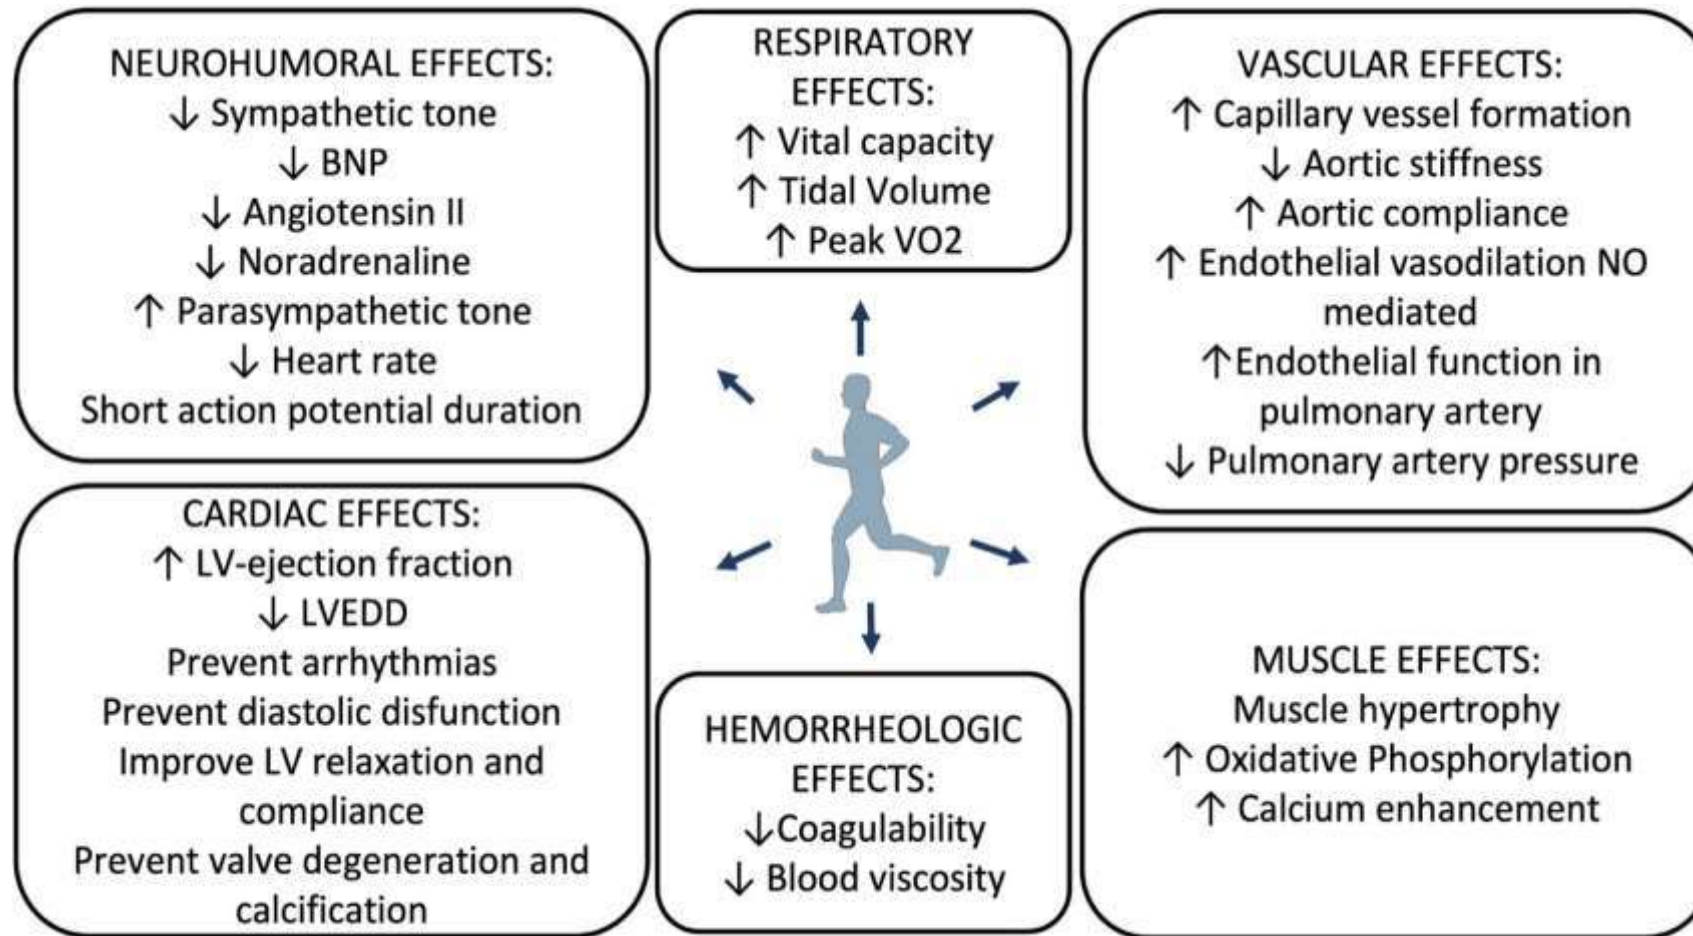 NEUROHUMORAL EFFECTS:
↓ Sympathetic tone
↓ BNP
↓ Angiotensin II
↓ Noradrenaline
↑ Parasympathetic tone
↓ Heart rate
Short action potential duration
RESPIRATORY
EFFECTS:
↑ Vital capacity
↑ Tidal Volume
↑ Peak VO2
VASCULAR EFFECTS:
↑ Capillary vessel formation
↓ Aortic stiffness
↑ Aortic compliance
↑ Endothelial vasodilation NO
mediated
↑Endothelial function in
pulmonary artery
↓ Pulmonary artery pressure
CARDIAC EFFECTS:
↑ LV-ejection fraction
↓ LVEDD
Prevent arrhythmias
Prevent diastolic disfunction
Improve LV relaxation and
compliance
Prevent valve degeneration and
calcification
HEMORRHEOLOGIC
EFFECTS:
↓Coagulability
↓ Blood viscosity
MUSCLE EFFECTS:
Muscle hypertrophy
↑ Oxidative Phosphorylation
↑ Calcium enhancement